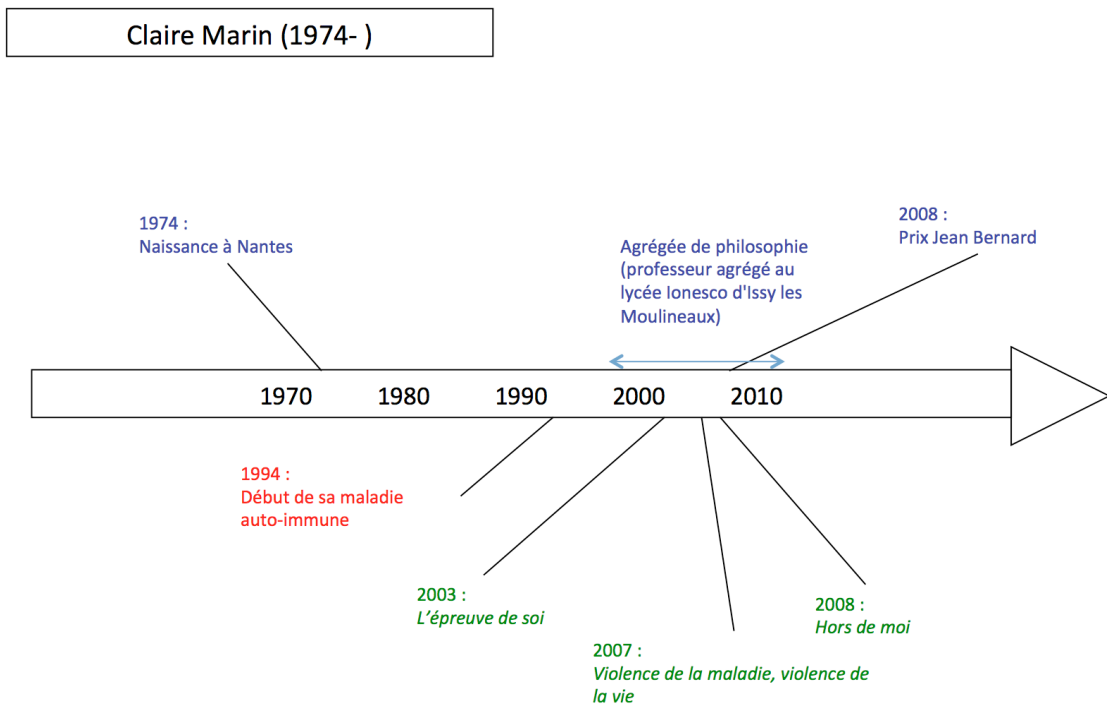 Claire Marin (1974- )
1974 :
Naissance à Nantes
Agrégée de philosophie
(professeur agrégé au
lycée Ionesco d'Issy les
Moulineaux)
2008 :
Prix Jean Bernard
1970 1980 1990 2000 2010
1994 :
Début de sa maladie
auto-immune
2003 :
L'épreuve de soi
2007 :
Violence de la maladie, violence de
la vie
2008 :
Hors de moi